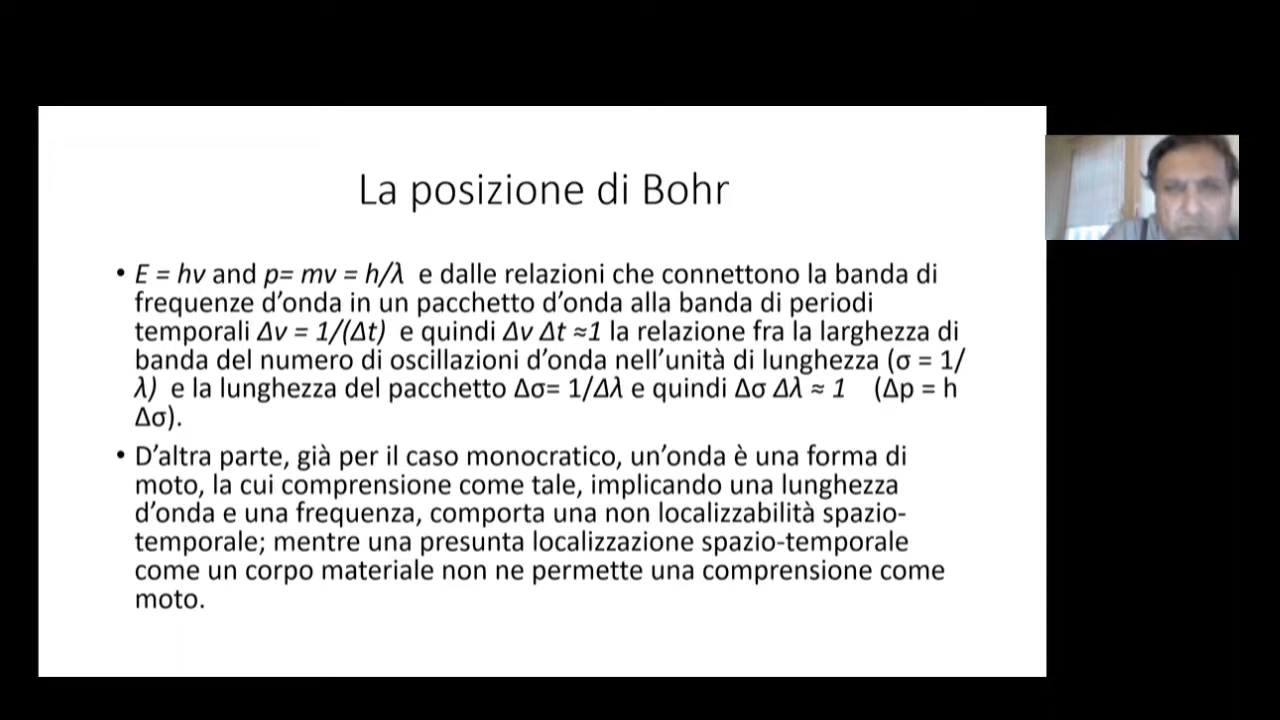 La posizione di Bohr
• E = hν and p= mv = h/λ e dalle relazioni che connettono la banda di
frequenze d’onda in un pacchetto d’onda alla banda di periodi
temporali Δν = 1/(Δt) e quindi Δν Δt ≈1 la relazione fra la larghezza di
banda del numero di oscillazioni d’onda nell’unità di lunghezza (σ = 1/
λ) e la lunghezza del pacchetto Δσ= 1/Δλ e quindi Δσ Δλ ≈ 1 (Δp = h
Δσ).
• D’altra parte, già per il caso monocratico, un’onda è una forma di
moto, la cui comprensione come tale, implicando una lunghezza
d’onda e una frequenza, comporta una non localizzabilità spazio-
temporale; mentre una presunta localizzazione spazio-temporale
come un corpo materiale non ne permette una comprensione come
moto.